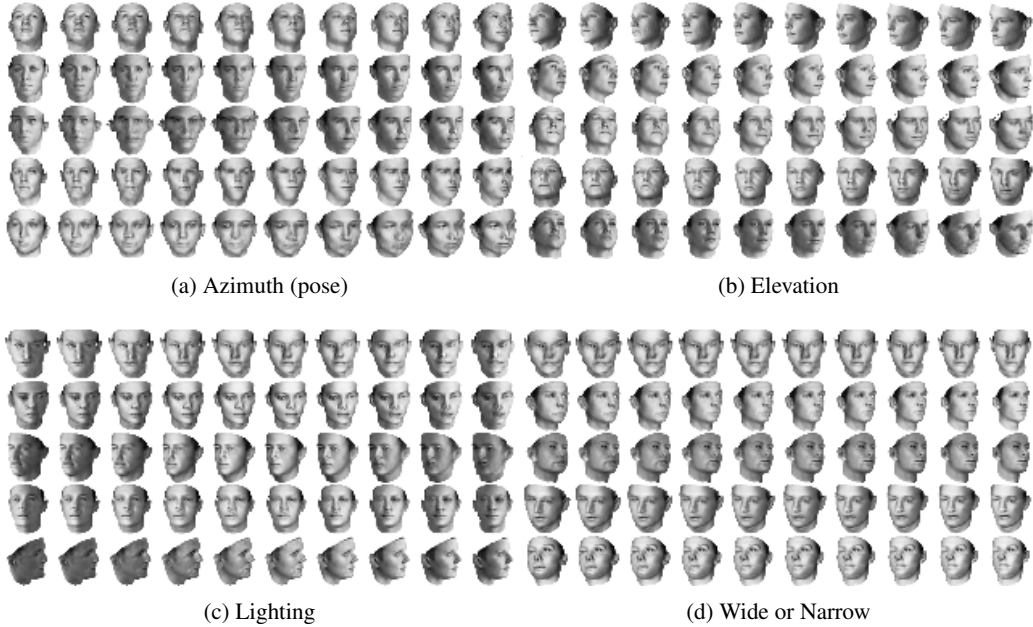 (a) Azimuth (pose)
(b) Elevation
(c) Lighting
(d) Wide or Narrow